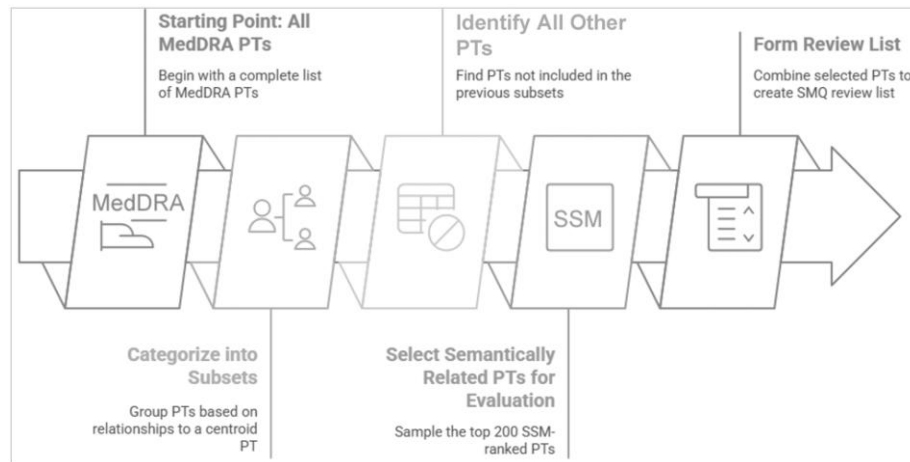 Starting Point: All
MedDRA PTs
Begin with a complete list
of MedDRA PTs
Identify All Other
PTs
Find PTs not included in the
previous subsets
Form Review List
Combine selected PTs to
create SMQ review list
MedDRA
SSM
Categorize into
Subsets
Group PTs based on
relationships to a centroid
PT
Select Semantically
Related PTs for
Evaluation
Sample the top 200 SSM-
ranked PTs